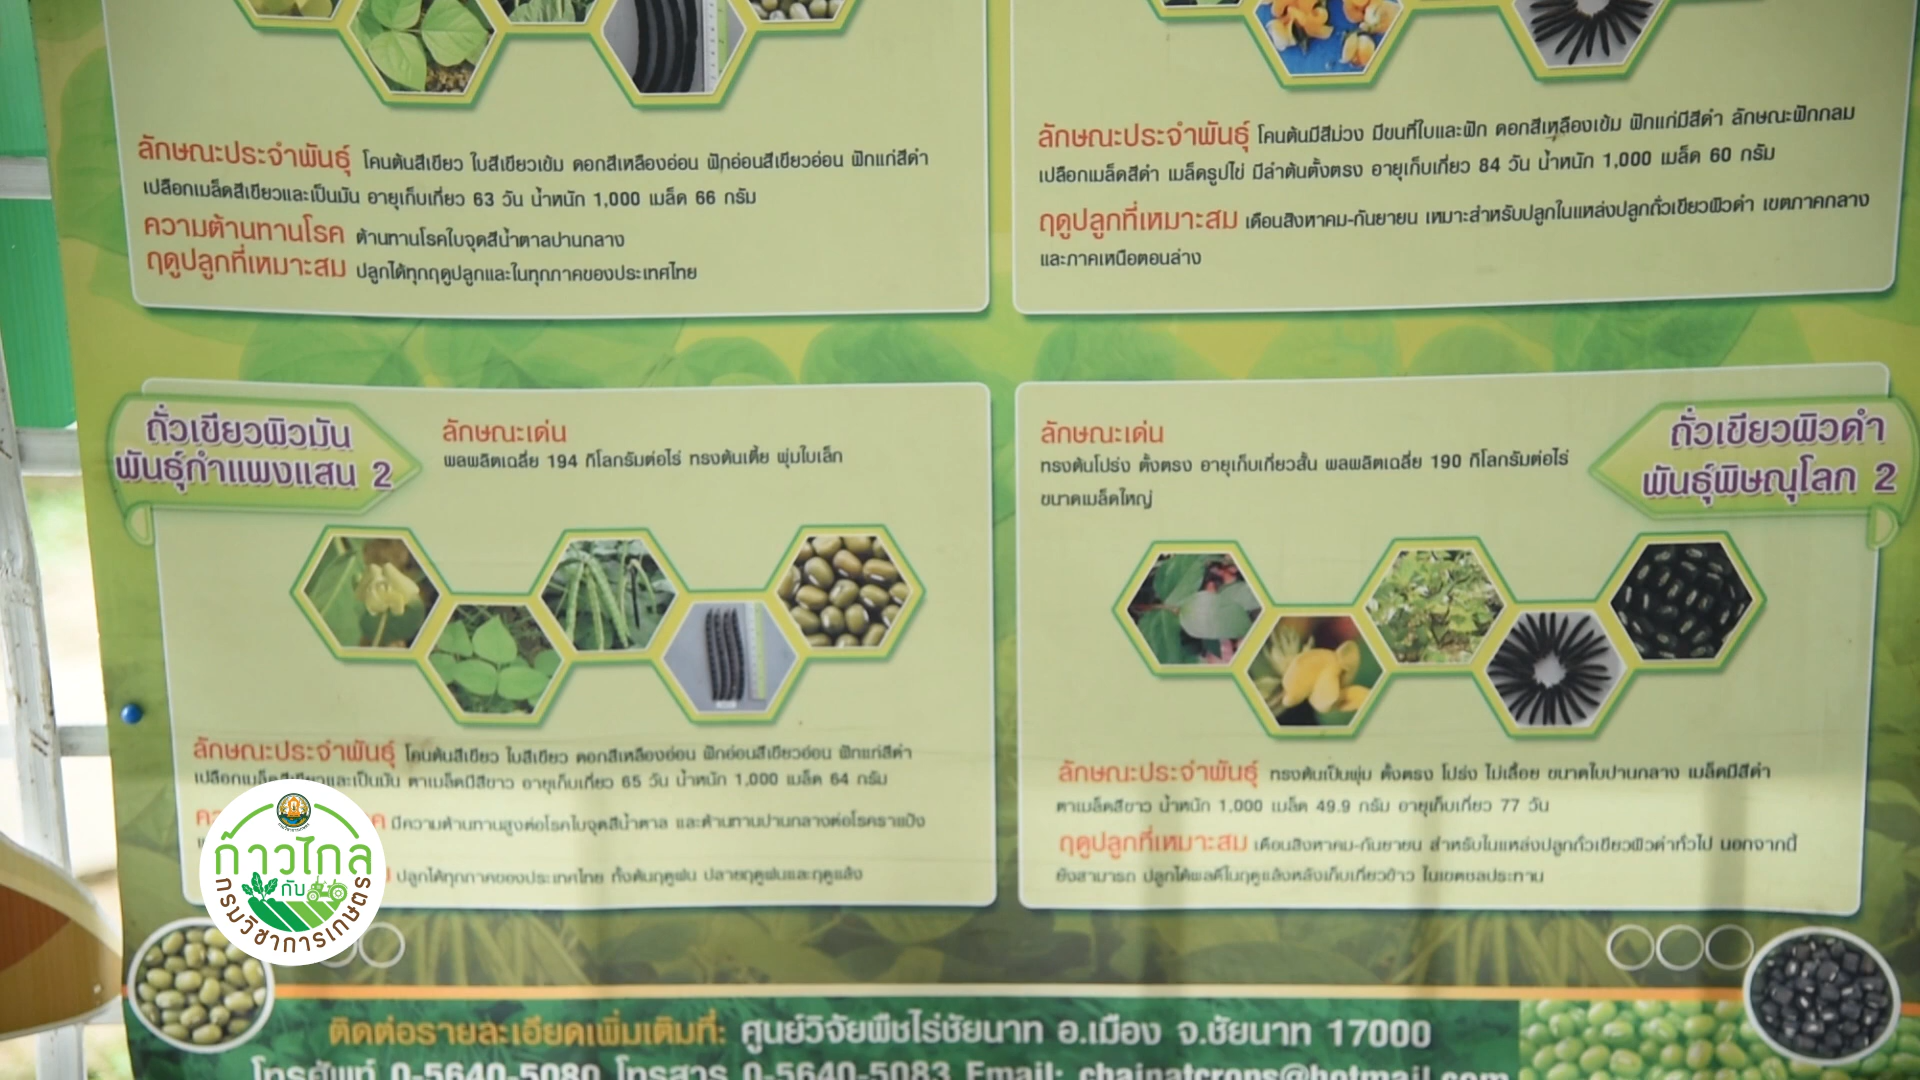 ลักษณะประจำพันธุ์ โคนต้นสีเขียว ใบสีเขียวเข้ม ดอกสีเหลืองอ่อน ฝักอ่อนสีเขียวอ่อน ฝักแก่สีดำ
เปลือกเมล็ดสีเขียวและเป็นมัน อายุเก็บเกี่ยว 63 วัน น้ำหนัก 1,000 เมล็ด 66 กรัม
ความต้านทานโรค ต้านทานโรคใบจุดสีน้ำตาลปานกลาง
ฤดูปลูกที่เหมาะสม ปลูกได้ทุกฤดูปลูกและในทุกภาคของประเทศไทย
ลักษณะประจำพันธุ์ โคนต้นมีสีม่วง มีขนที่ใบและฝัก ดอกสีเหลืองเข้ม ฝักแก่มีสีดำ ลักษณะฝักกลม
เปลือกเมล็ดสีดำ เมล็ดรูปไข่ มีลำต้นตั้งตรง อายุเก็บเกี่ยว 84 วัน น้ำหนัก 1,000 เมล็ด 60 กรัม
ฤดูปลูกที่เหมาะสม เดือนสิงหาคม-กันยายน เหมาะสำหรับปลูกในแหล่งปลูกถั่วเขียวผิวดำ เขตภาคกลาง
และภาคเหนือตอนล่าง
ถั่วเขียวผิวมัน
พันธุ์กำแพงแสน 2
ลักษณะเด่น
ผลผลิตเฉลี่ย 194 กิโลกรัมต่อไร่ ทรงต้นเตี้ย พุ่มใบเล็ก
ลักษณะประจำพันธุ์ โคนต้นสีเขียว ใบสีเขียว ดอกสีเหลืองอ่อน ฝักอ่อนสีเขียวอ่อน ฝักแก่สีดำ
เปลือกเมล็ดสีเขียวและเป็นมัน ตาเมล็ดมีสีขาว อายุเก็บเกี่ยว 65 วัน น้ำหนัก 1,000 เมล็ด 64 กรัม
มีความต้านทานสูงต่อโรคใบจุดสีน้ำตาล และต้านทานปานกลางต่อโรคราแป้ง
ปลูกได้ทุกภาคของประเทศไทย ทั้งต้นฤดูฝน ปลายฤดูฝนและฤดูแล้ง
ถั่วเขียวผิวดำ
พันธุ์พิษณุโลก 2
ลักษณะเด่น
ทรงต้นโปร่ง ตั้งตรง อายุเก็บเกี่ยวสั้น ผลผลิตเฉลี่ย 190 กิโลกรัมต่อไร่
ขนาดเมล็ดใหญ่
ลักษณะประจำพันธุ์ ทรงต้นเป็นพุ่ม ตั้งตรง โปร่ง ไม่เลื้อย ขนาดใบปานกลาง เมล็ดมีสีดำ
ตาเมล็ดสีขาว น้ำหนัก 1,000 เมล็ด 49.9 กรัม อายุเก็บเกี่ยว 77 วัน
ฤดูปลูกที่เหมาะสม เดือนสิงหาคม-กันยายน สำหรับในแหล่งปลูกถั่วเขียวผิวดำทั่วไป นอกจากนี้
ยังสามารถ ปลูกได้ผลดีในฤดูแล้งหลังเก็บเกี่ยวข้าว ในเขตชลประทาน
ก้าวไกล
กับ
กรมวิชาการเกษตร
ติดต่อรายละเอียดเพิ่มเติมที่: ศูนย์วิจัยพืชไร่ชัยนาท อ.เมือง จ.ชัยนาท 17000
โทรศัพท์ 0-5640-5080 โทรสาร 0-5640-5083 Email: chainatcrops@hotmail.com